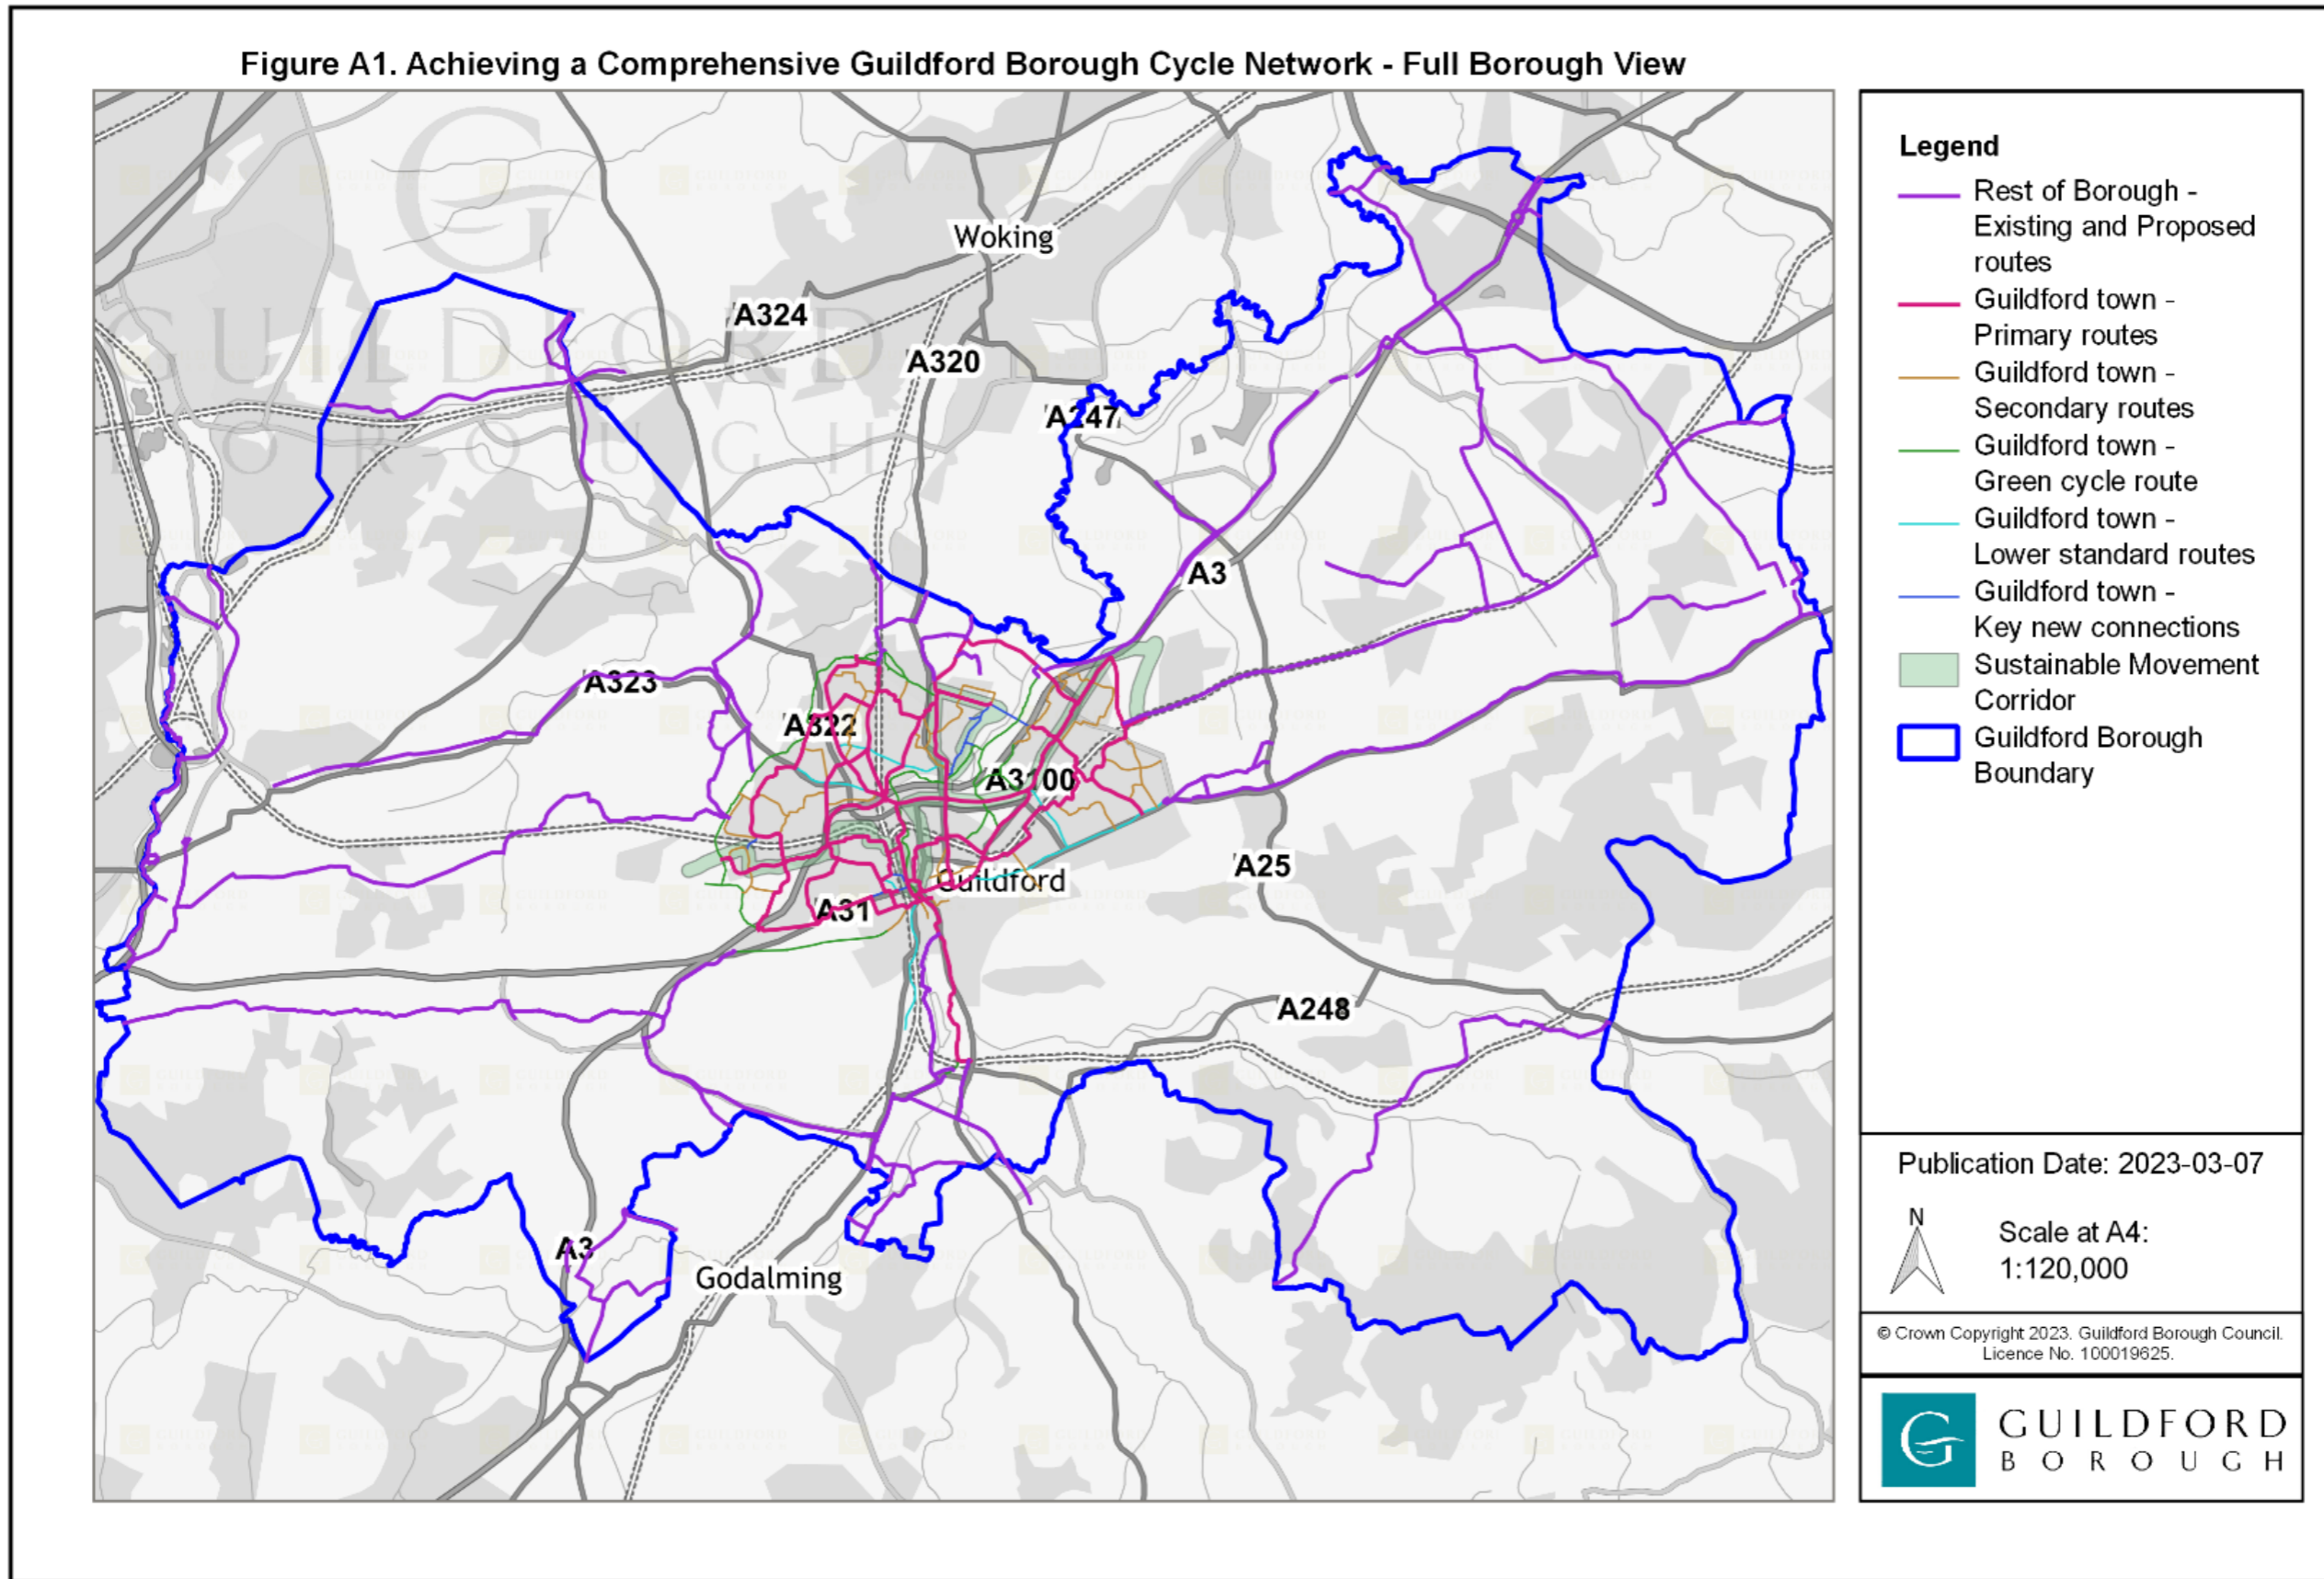 Figure A1. Achieving a Comprehensive Guildford Borough Cycle Network - Full Borough View
GUILDFORD
BOROUGH
Woking
A324
A320
A247
A3
A323
A322
A3100
Guildford
A31
A25
A248
A3
Godalming
Legend
Rest of Borough -
Existing and Proposed
routes
Guildford town -
Primary routes
Guildford town -
Secondary routes
Guildford town -
Green cycle route
Guildford town -
Lower standard routes
Guildford town -
Key new connections
Sustainable Movement
Corridor
Guildford Borough
Boundary
Publication Date: 2023-03-07
N
Scale at A4:
1:120,000
© Crown Copyright 2023. Guildford Borough Council.
Licence No. 100019625.
G
GUILDFORD
BOROUGH